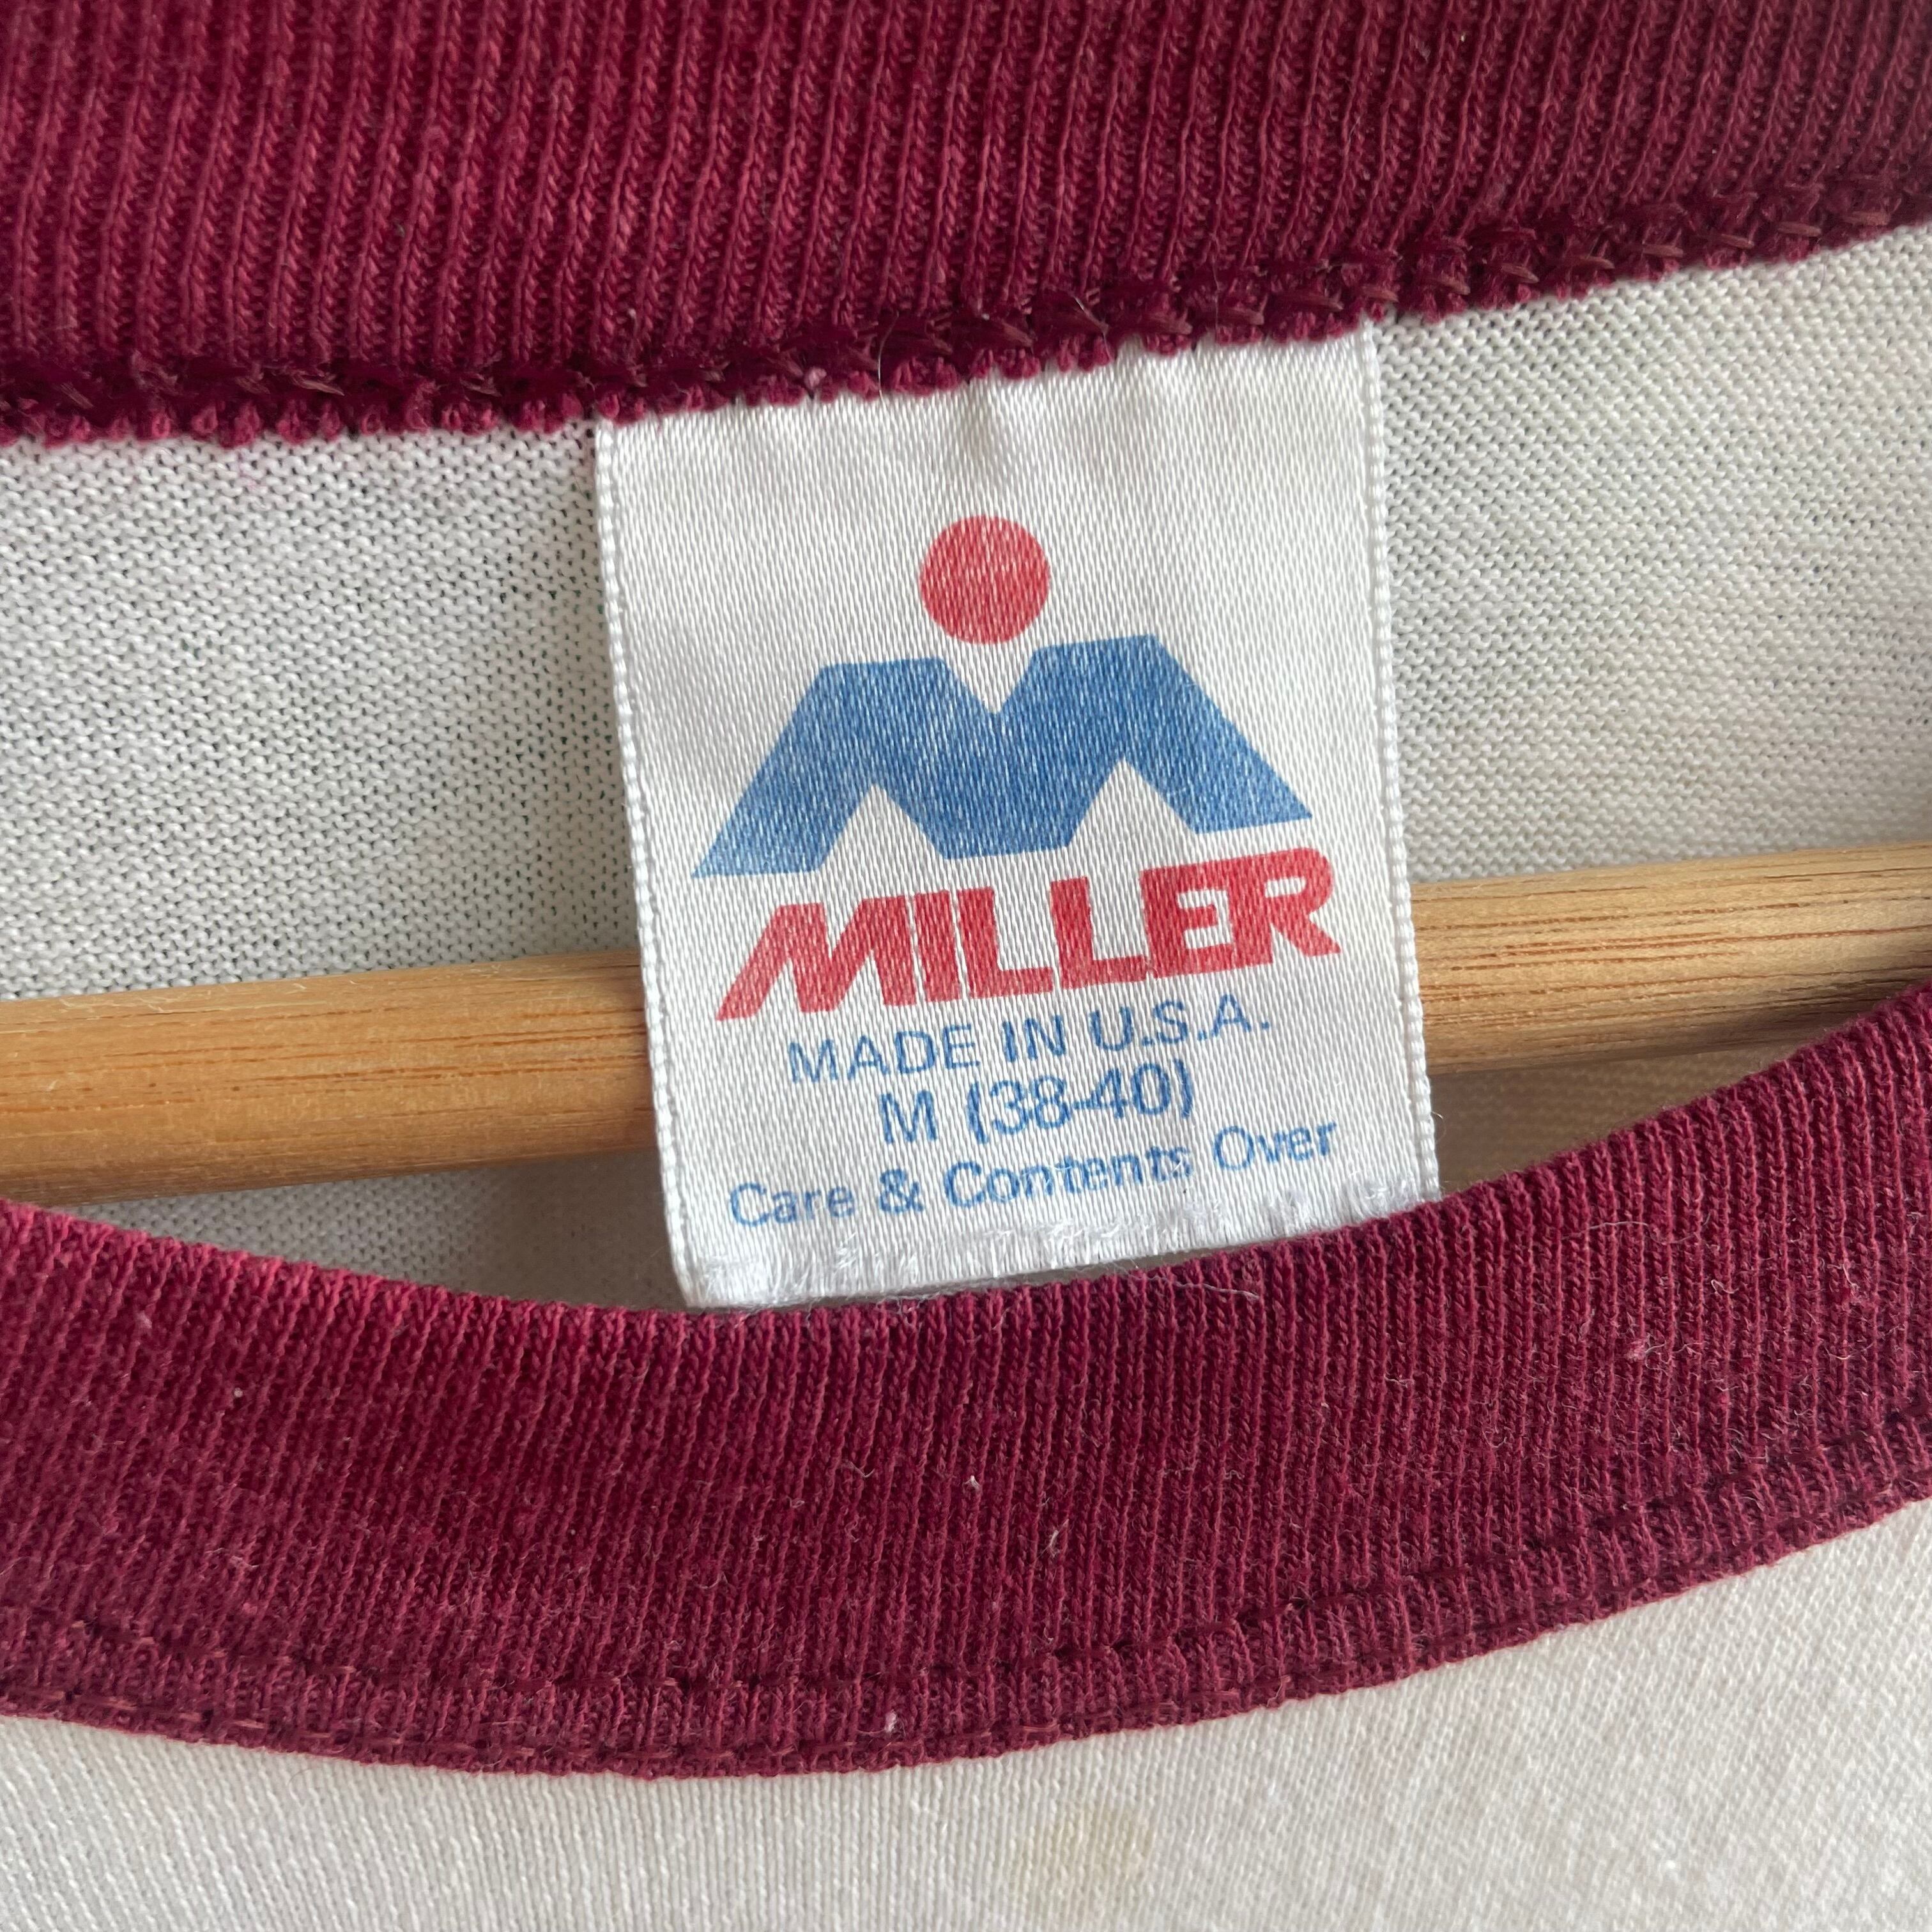 MILLER
MADE IN U.S.A.
M (38-40)
Care & Contents Over